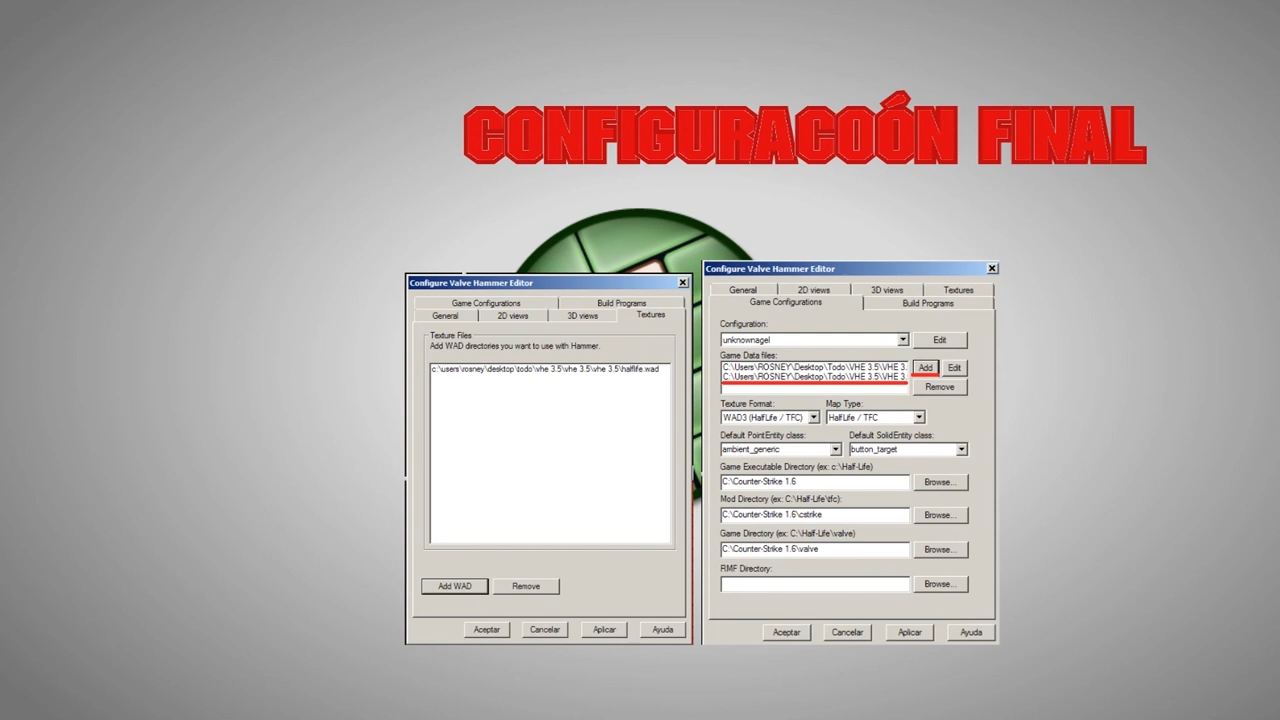 CONFIGURACOÓN FINAL
Configure Valve Hammer Editor
Game Configurations
Build Programs
General
2D views
3D views
Textures
Texture Files
Add WAD directories you want to use with Hammer.
c:\users\rosney\desktop\todo\vhe 3.5\vhe 3.5\vhe 3.5\halflife.wad
Add WAD
Remove
Aceptar
Cancelar
Aplicar
Ayuda
Configure Valve Hammer Editor
General
2D views
3D views
Textures
Game Configurations
Build Programs
Configuration:
unknownagel
Edit
Game Data files:
C:\Users\ROSNEY\Desktop\Todo\VHE 3.5\VHE 3.
C:\Users\ROSNEY\Desktop\Todo\VHE 3.5\VHE 3.
Add
Edit
Remove
Texture Format:
Map Type:
WAD3 (HalfLife / TFC)
HalfLife / TFC
Default PointEntity class:
Default SolidEntity class:
ambient_generic
button_target
Game Executable Directory (ex: c:\Half-Life)
C:\Counter-Strike 1.6
Browse...
Mod Directory (ex: C:\Half-Life\tfc):
C:\Counter-Strike 1.6\cstrike
Browse...
Game Directory (ex: C:\Half-Life\valve)
C:\Counter-Strike 1.6\valve
Browse...
RMF Directory:
Browse...
Aceptar
Cancelar
Aplicar
Ayuda